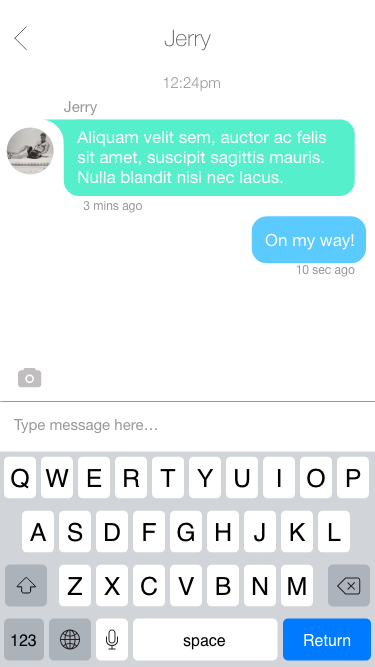 Jerry
12:24pm
Jerry
Aliquam velit sem, auctor ac felis
sit amet, suscipit sagittis mauris.
Nulla blandit nisi nec lacus.
3 mins ago
On my way!
10 sec ago
Type message here…
Q W E R T Y U I O P
A S D F G H J K L
Z X C V B N M
123 space Return